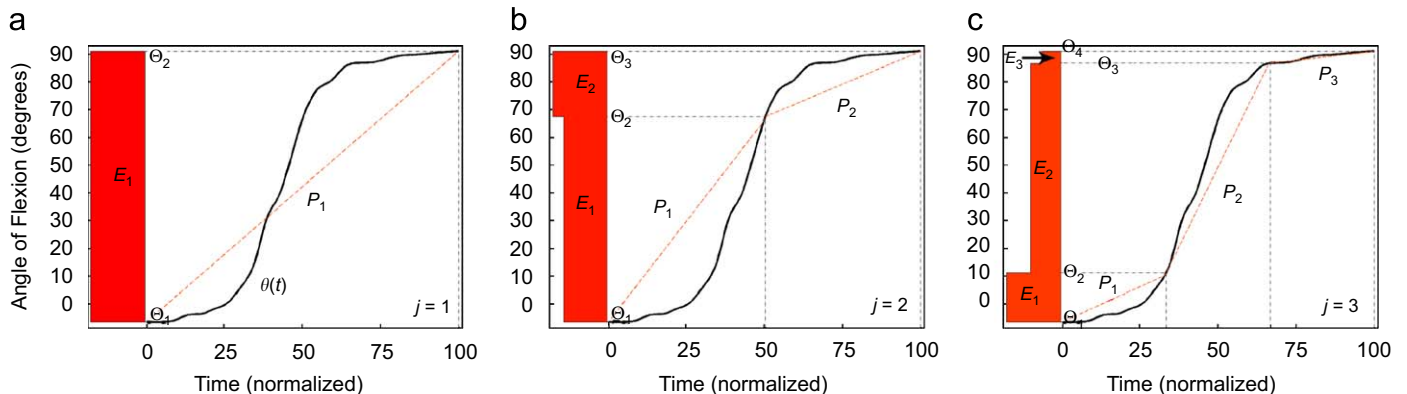 a
Angle of Flexion (degrees)
90
80
70
60
50
40
30
20
10
0
Θ2
E1
P1
θ(t)
Θ1
j = 1
0 25 50 75 100
Time (normalized)
b
90
80
70
60
50
40
30
20
10
0
Θ3
E2
P2
Θ2
E1
P1
Θ1
j = 2
0 25 50 75 100
Time (normalized)
c
90
80
70
60
50
40
30
20
10
0
Θ4
E3
Θ3
P3
E2
P2
Θ2
P1
E1
j = 3
0 25 50 75 100
Time (normalized)